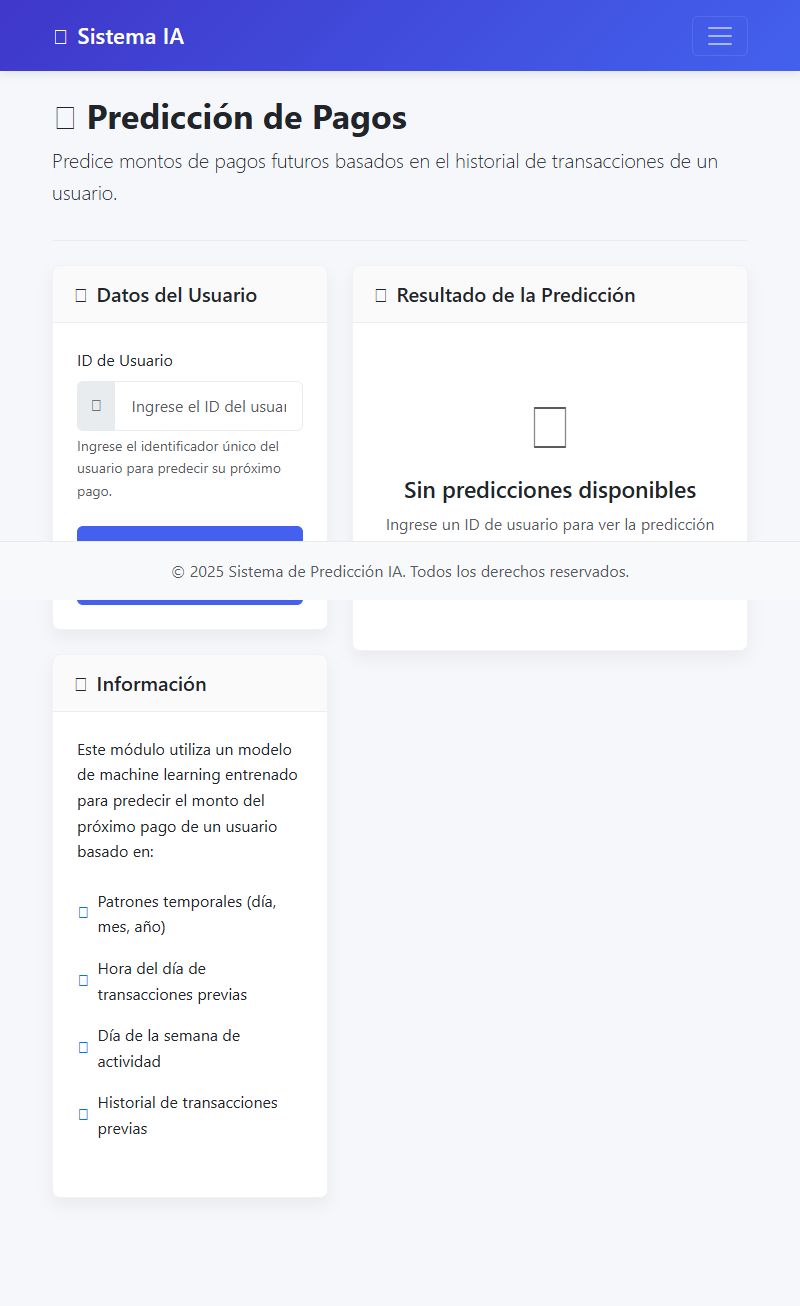 Sistema IA
Predicción de Pagos
Predice montos de pagos futuros basados en el historial de transacciones de un
usuario.
Datos del Usuario
ID de Usuario
Ingrese el ID del usuar
Ingrese el identificador único del
usuario para predecir su próximo
pago.
Resultado de la Predicción
Sin predicciones disponibles
Ingrese un ID de usuario para ver la predicción
© 2025 Sistema de Predicción IA. Todos los derechos reservados.
Información
Este módulo utiliza un modelo
de machine learning entrenado
para predecir el monto del
próximo pago de un usuario
basado en:
Patrones temporales (día,
mes, año)
Hora del día de
transacciones previas
Día de la semana de
actividad
Historial de transacciones
previas